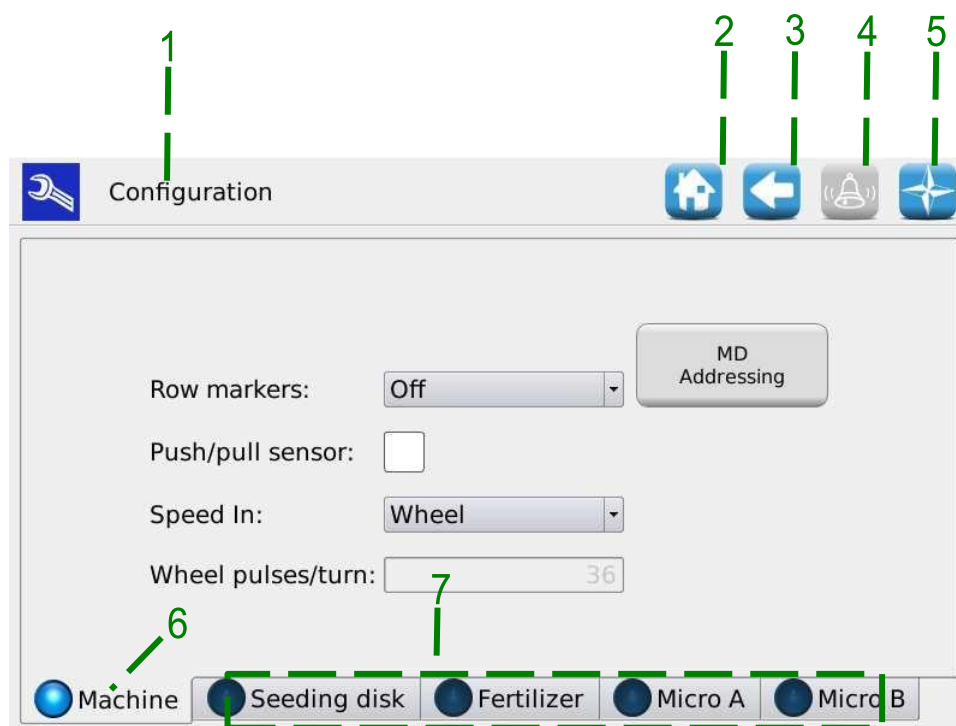 1
2 3 4 5
Configuration
MD
Addressing
Row markers: Off
Push/pull sensor:
Speed In: Wheel
Wheel pulses/turn: 36
7
6
Machine Seeding disk Fertilizer Micro A Micro B